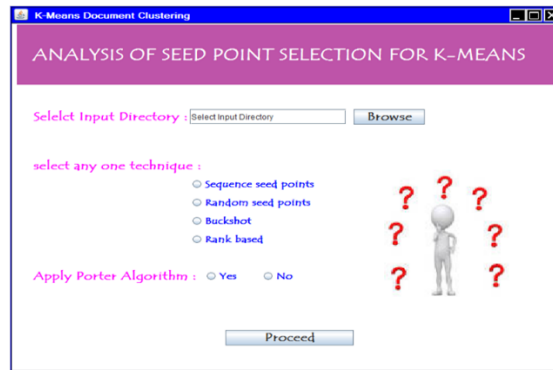 K-Means Document Clustering
ANALYSIS OF SEED POINT SELECTION FOR K-MEANS
Selelct Input Directory : Select Input Directory Browse
select any one technique :
Sequence seed points
Random seed points
Buckshot
Rank based
? ? ? ? ? ? ?
Apply Porter Algorithm : Yes No
Proceed